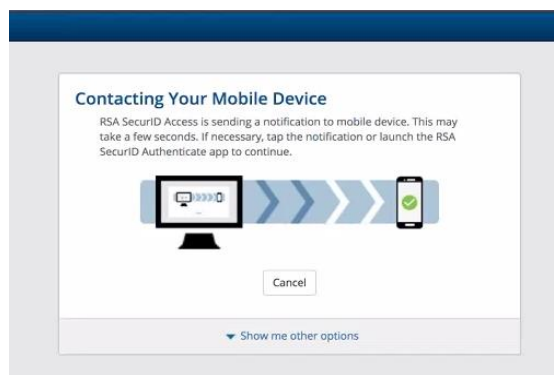 Contacting Your Mobile Device
RSA SecurID Access is sending a notification to mobile device. This may
take a few seconds. If necessary, tap the notification or launch the RSA
SecurID Authenticate app to continue.
Cancel
Show me other options